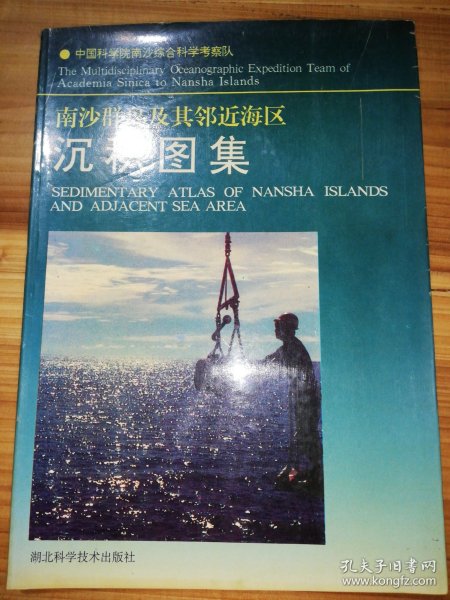 中国科学院南沙综合科学考察队
The Multidisciplinary Oceanographic Expedition Team of
Academia Sinica to Nansha Islands
南沙群岛及其邻近海区
沉积图集
SEDIMENTARY ATLAS OF NANSHA ISLANDS
AND ADJACENT SEA AREA
湖北科学技术出版社
孔夫子旧书网
www.kongfz.com